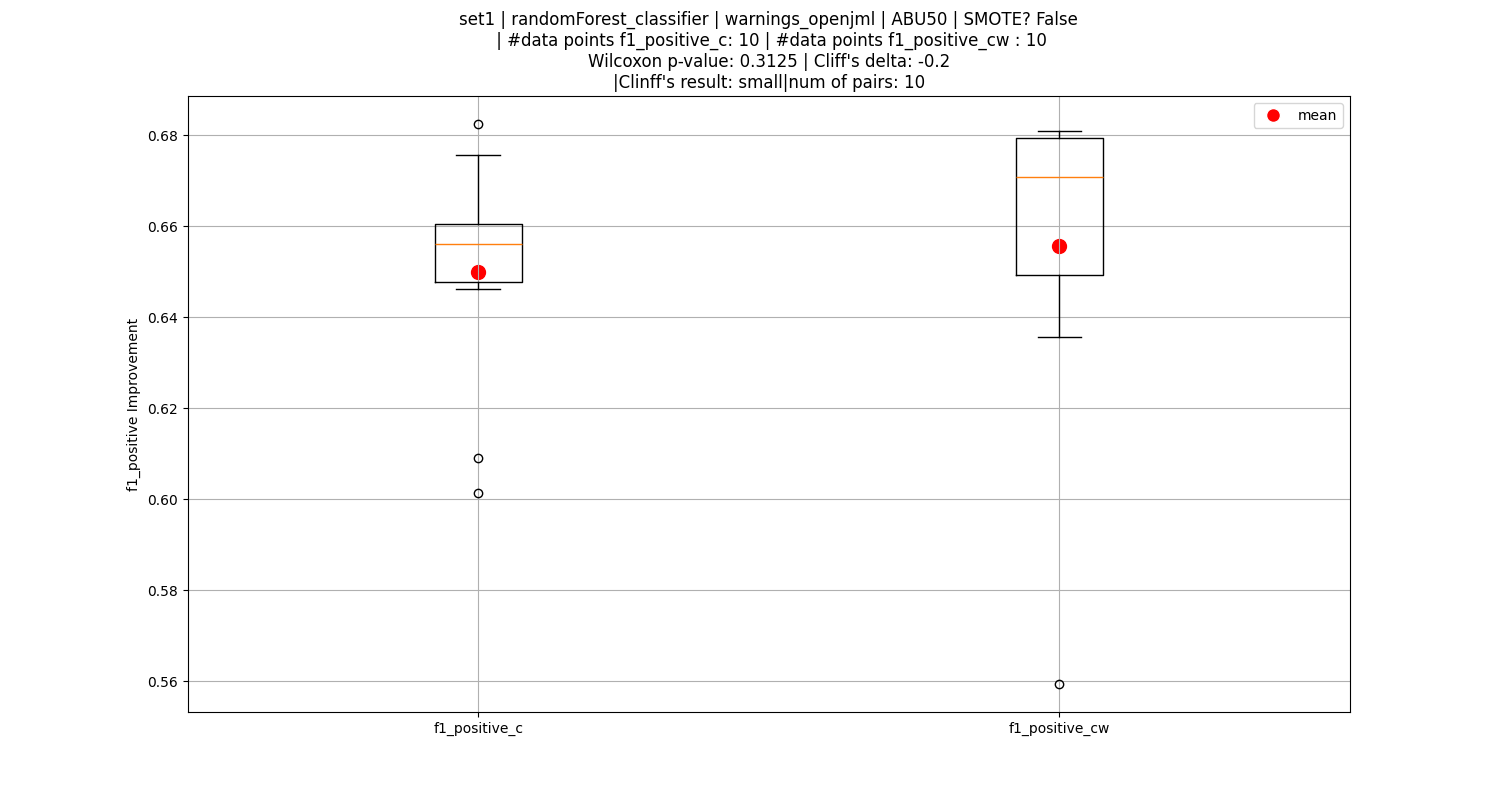 set1 | randomForest_classifier | warnings_openjml | ABU50 | SMOTE? False
| #data points f1_positive_c: 10 | #data points f1_positive_cw : 10
Wilcoxon p-value: 0.3125 | Cliff's delta: -0.2
|Clinff's result: small|num of pairs: 10
mean
0.68
0.66
0.64
0.62
0.60
0.58
0.56
f1_positive Improvement
f1_positive_c
f1_positive_cw